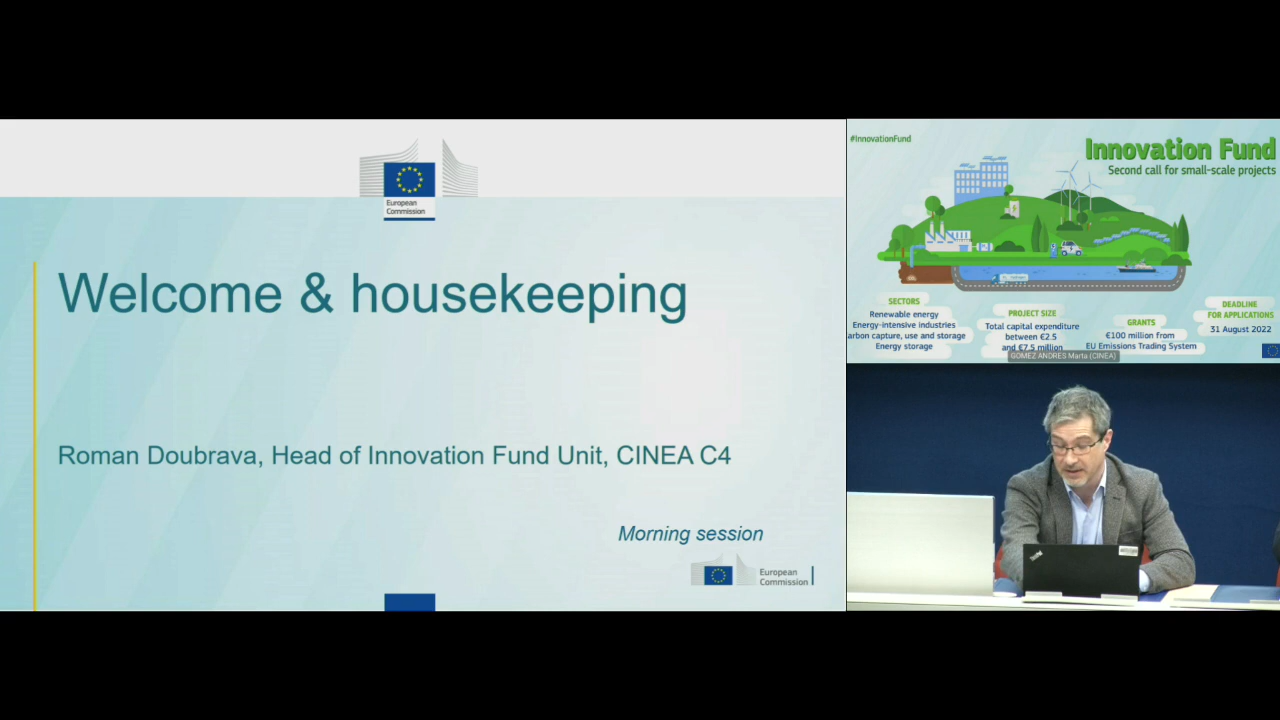 European
Commission
Welcome & housekeeping
Roman Doubrava, Head of Innovation Fund Unit, CINEA C4
Morning session
European
Commission
#InnovationFund
Innovation Fund
Second call for small-scale projects
SECTORS
Renewable energy
Energy-intensive industries
arbon capture, use and storage
Energy storage
PROJECT SIZE
Total capital expenditure
between €2.5
and €7.5 million
GRANTS
€100 million from
EU Emissions Trading System
DEADLINE
FOR APPLICATIONS
31 August 2022
GOMEZ ANDRES Marta (CINEA)
ThinkPad